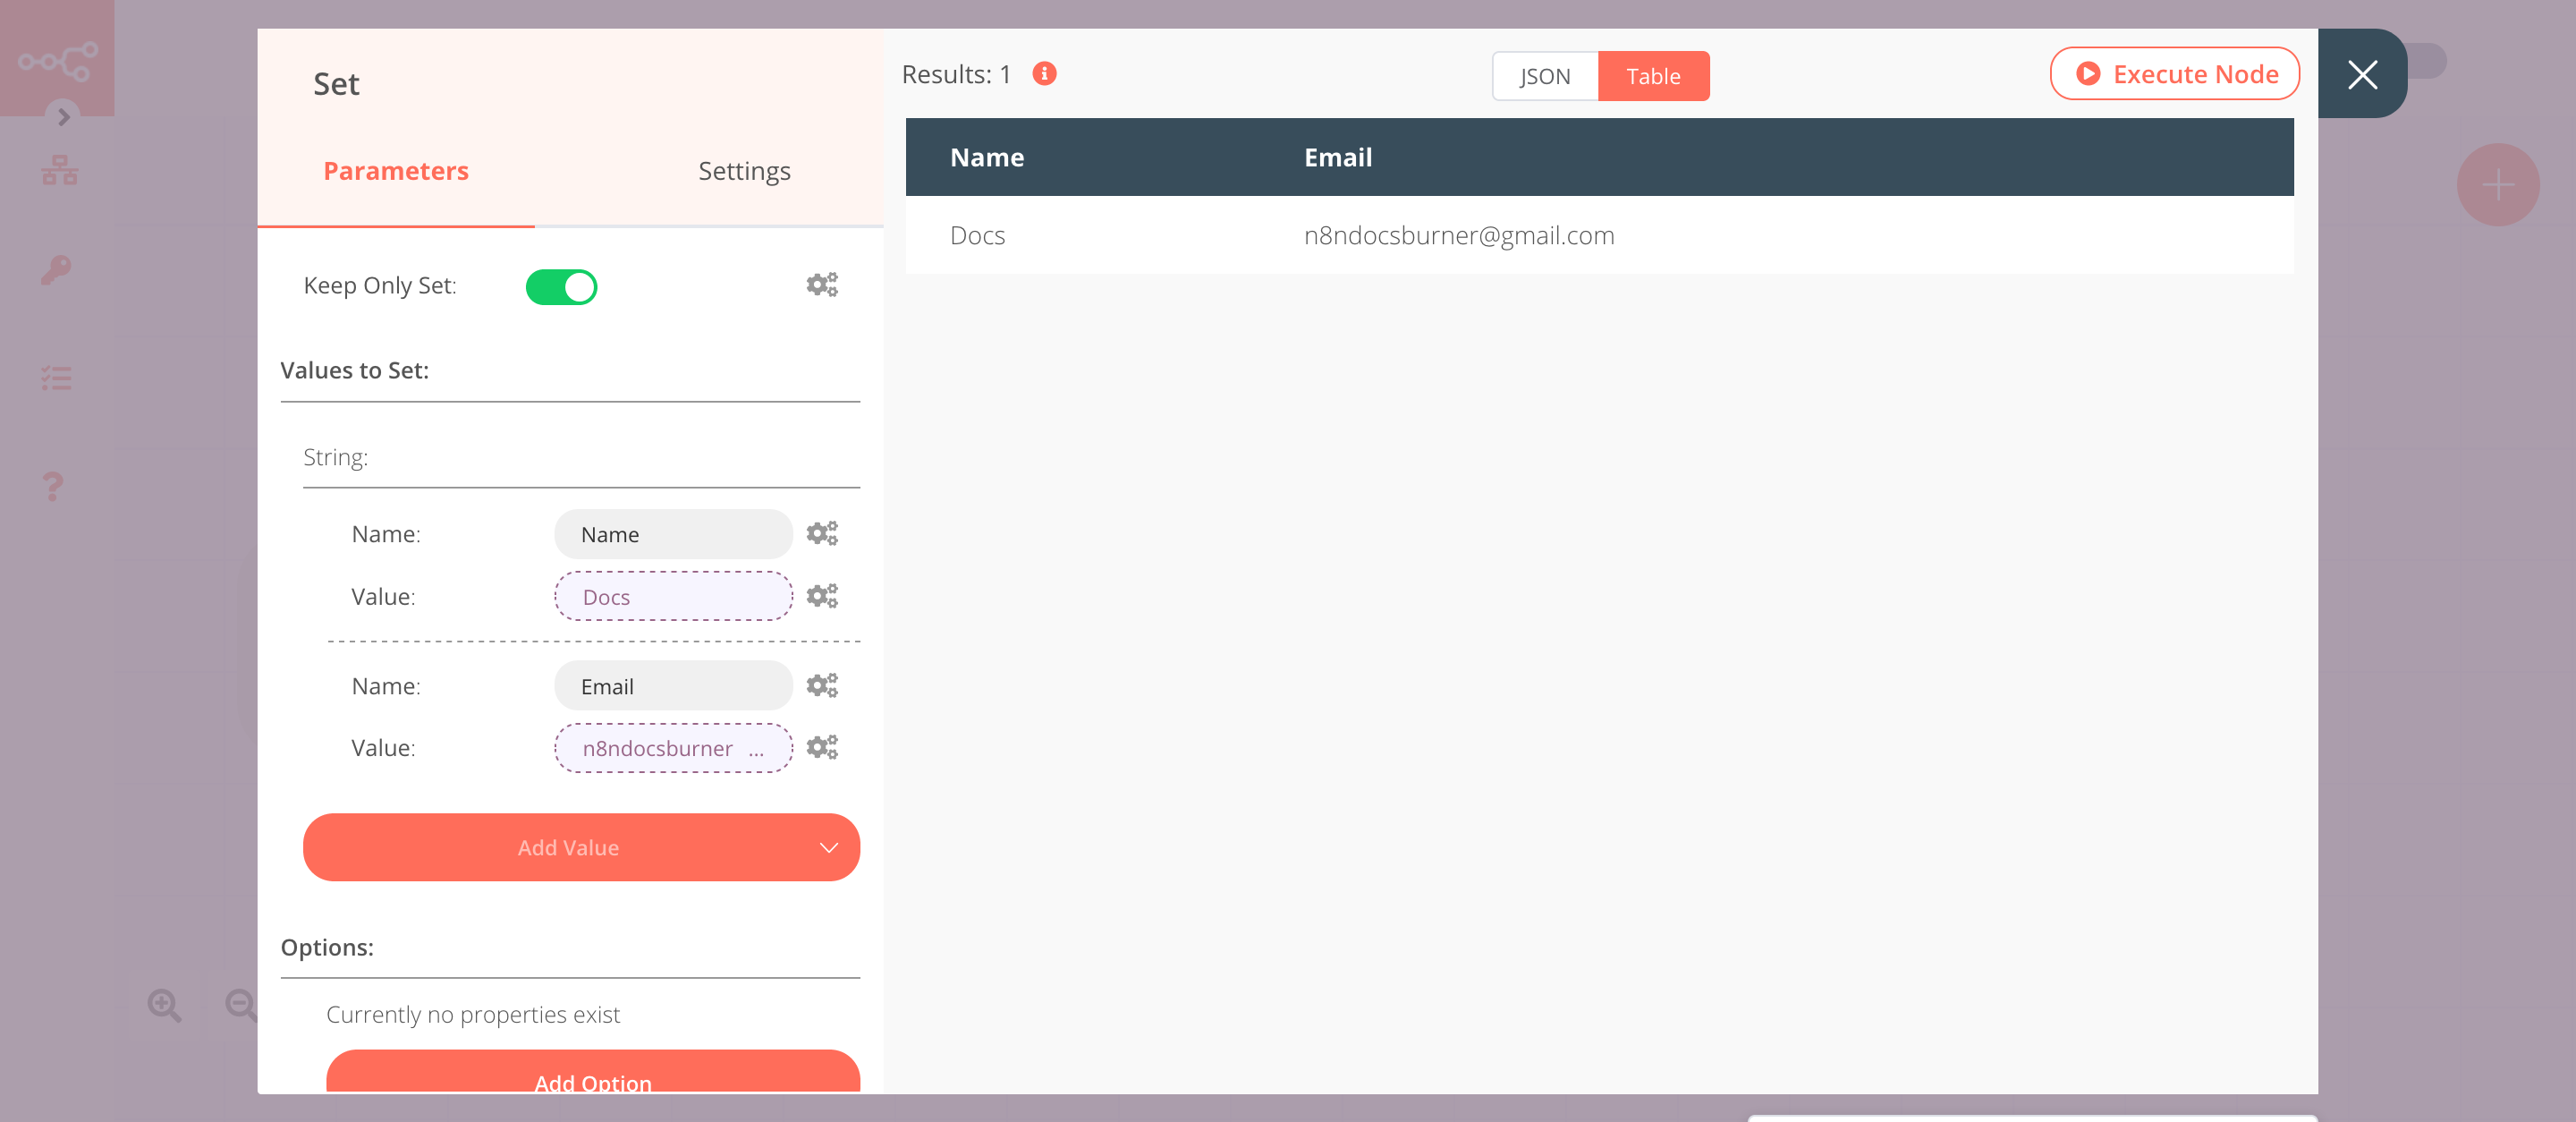 Set
Parameters Settings
Keep Only Set:
Values to Set:
String:
Name: Name
Value: Docs
Name: Email
Value: n8ndocsburner ...
Add Value
Options:
Currently no properties exist
Add Option
Results: 1
JSON Table
Execute Node
Name Email
Docs n8ndocsburner@gmail.com